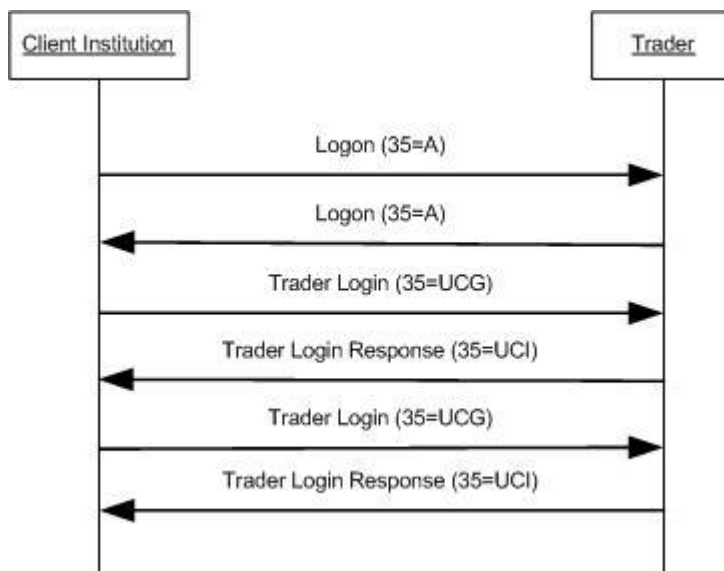 Client Institution
Trader
Logon (35=A)
Logon (35=A)
Trader Login (35=UCG)
Trader Login Response (35=UCI)
Trader Login (35=UCG)
Trader Login Response (35=UCI)